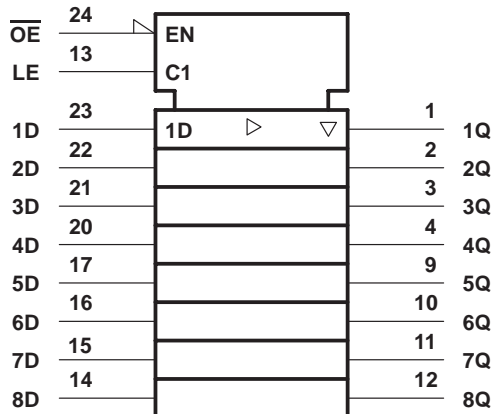 24
OE EN
13
LE C1
23 1
1D 1D 1Q
22 2
2D 2Q
21 3
3D 3Q
20 4
4D 4Q
17 9
5D 5Q
16 10
6D 6Q
15 11
7D 7Q
14 12
8D 8Q